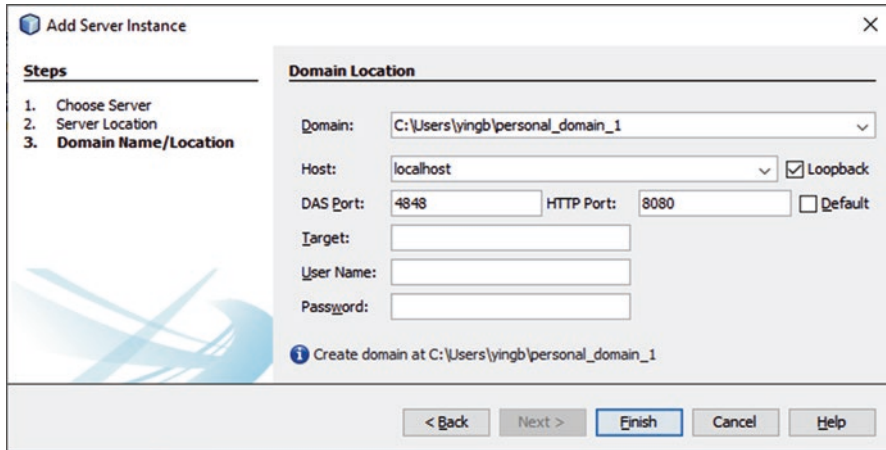 Add Server Instance
Steps
1. Choose Server
2. Server Location
3. Domain Name/Location
Domain Location
Domain: C:\Users\yingb\personal_domain_1
Host: localhost Loopback
DAS Port: 4848 HTTP Port: 8080 Default
Target:
User Name:
Password:
Create domain at C:\Users\yingb\personal_domain_1
< Back Next > Finish Cancel Help